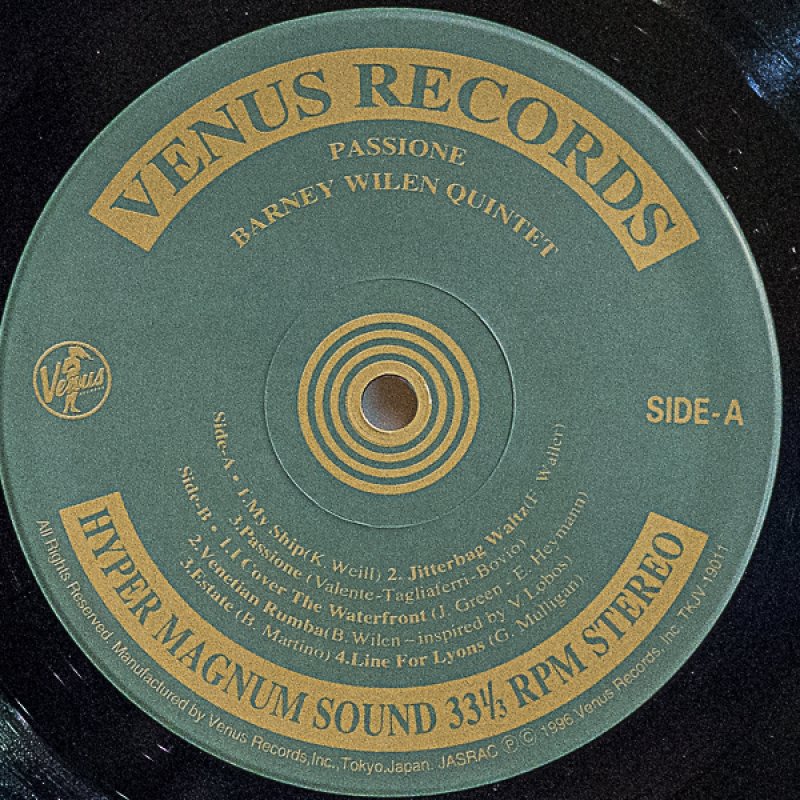 VENUS RECORDS
PASSIONE
BARNEY WILEN QUINTET
Venus
SIDE-A
Side-A • 1.My Ship(K. Weill) 2. Jitterbag Waltz(F. Waller)
3.Passione (Valente-Tagliaferri-Bovio)
Side-B • 1.I Cover The Waterfront (J. Green - E. Heymann)
2.Venetian Rumba(B. Wilen-inspired by V. Lobos)
3.Estate (B. Martino) 4.Line For Lyons (G. Mulligan)
HYPER MAGNUM SOUND 33⅓ RPM STEREO
All Rights Reserved. Manufactured by Venus Records,Inc.,Tokyo.Japan. JASRAC Ⓟ Ⓒ 1996 Venus Records, Inc. TKJV-19011